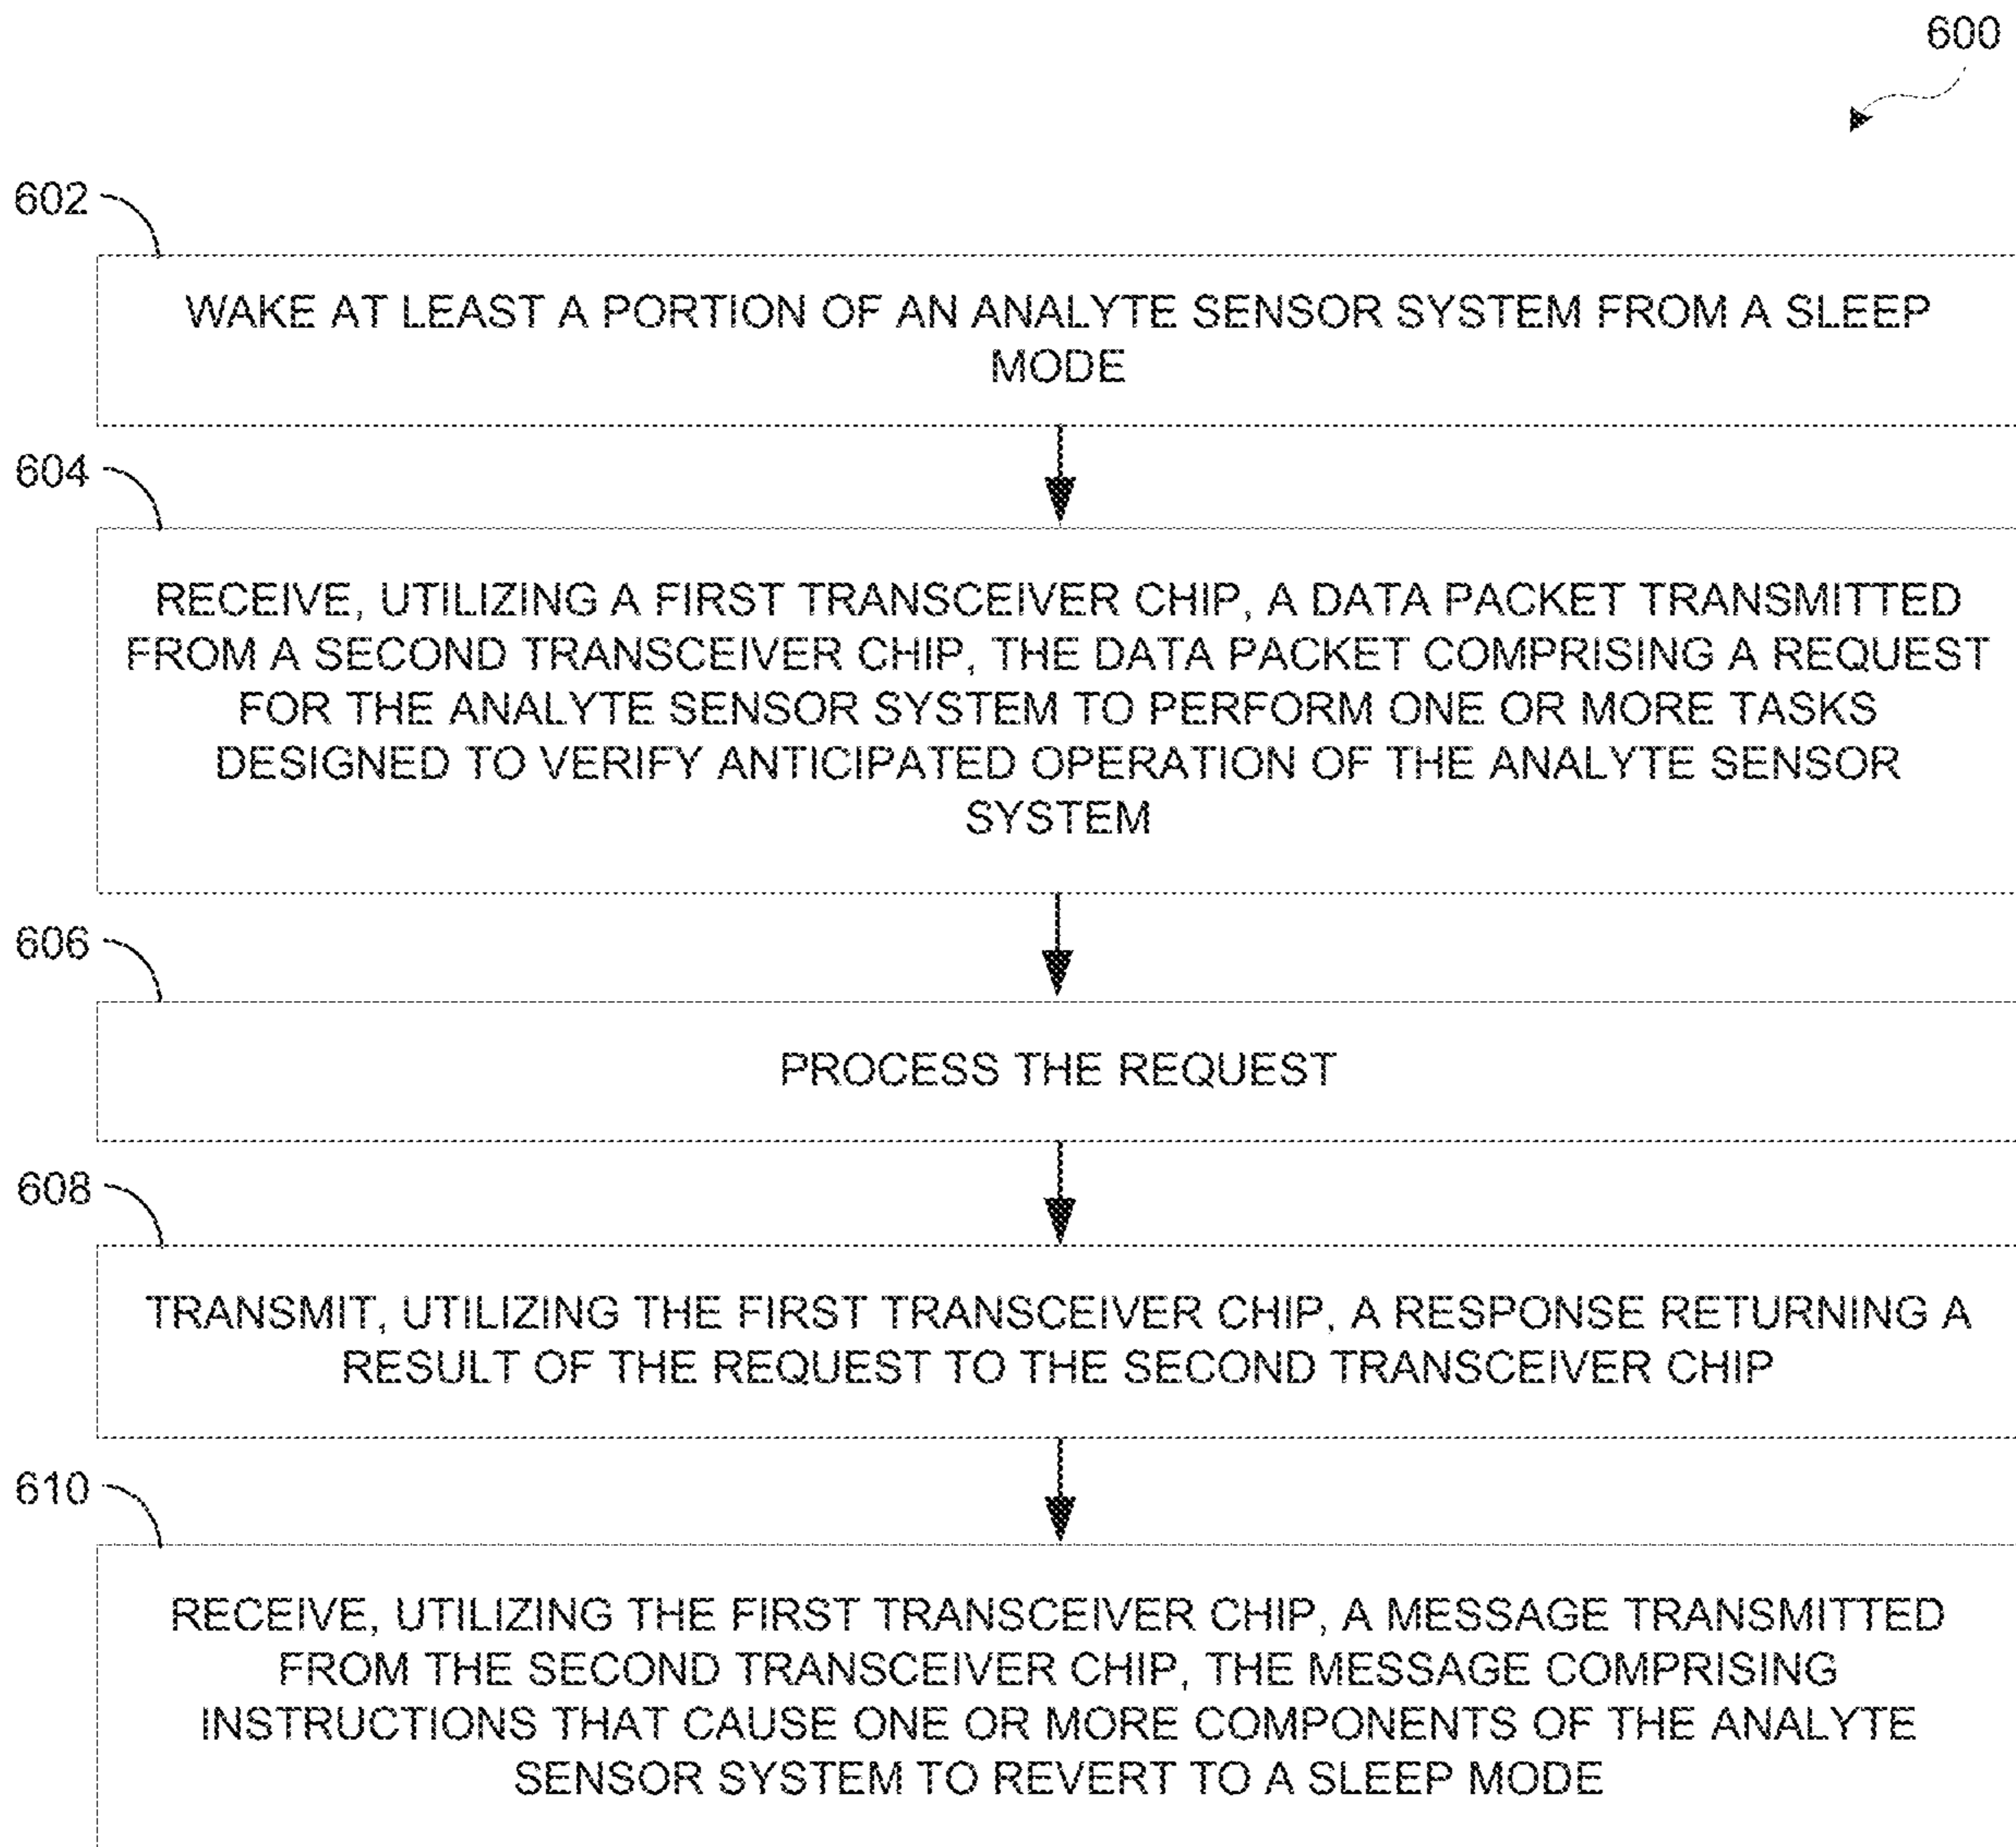 600
602
WAKE AT LEAST A PORTION OF AN ANALYTE SENSOR SYSTEM FROM A SLEEP
MODE
604
RECEIVE, UTILIZING A FIRST TRANSCEIVER CHIP, A DATA PACKET TRANSMITTED
FROM A SECOND TRANSCEIVER CHIP, THE DATA PACKET COMPRISING A REQUEST
FOR THE ANALYTE SENSOR SYSTEM TO PERFORM ONE OR MORE TASKS
DESIGNED TO VERIFY ANTICIPATED OPERATION OF THE ANALYTE SENSOR
SYSTEM
606
PROCESS THE REQUEST
608
TRANSMIT, UTILIZING THE FIRST TRANSCEIVER CHIP, A RESPONSE RETURNING A
RESULT OF THE REQUEST TO THE SECOND TRANSCEIVER CHIP
610
RECEIVE, UTILIZING THE FIRST TRANSCEIVER CHIP, A MESSAGE TRANSMITTED
FROM THE SECOND TRANSCEIVER CHIP, THE MESSAGE COMPRISING
INSTRUCTIONS THAT CAUSE ONE OR MORE COMPONENTS OF THE ANALYTE
SENSOR SYSTEM TO REVERT TO A SLEEP MODE